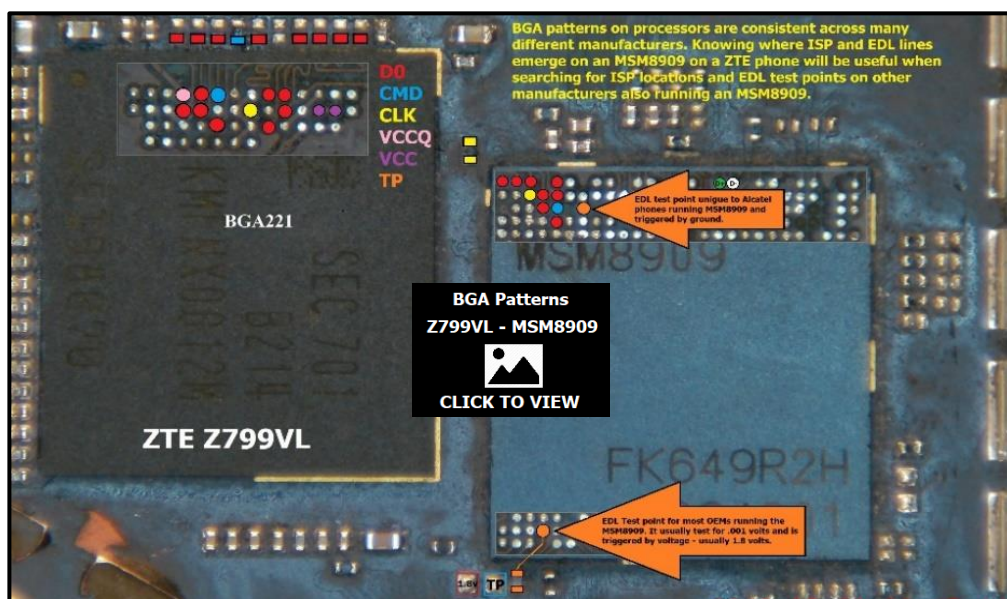 BGA patterns on processors are consistent across many
different manufacturers. Knowing where ISP and EDL lines
emerge on an MSM8909 on a ZTE phone will be useful when
searching for ISP locations and EDL test points on other
manufacturers also running an MSM8909.
D0
CMD
CLK
VCCQ
VCC
TP
BGA221
SEC 701
B214
EDL test point unigue to Alcatel
phones running MSM8909 and
triggered by ground.
D-
MSM8909
BGA Patterns
Z799VL - MSM8909
CLICK TO VIEW
ZTE Z799VL
FK649R2H
EDL Test point for most OEMs running the
MSM8909. It usually test for .001 volts and is
triggered by voltage - usually 1.8 volts.
1.8V
TP